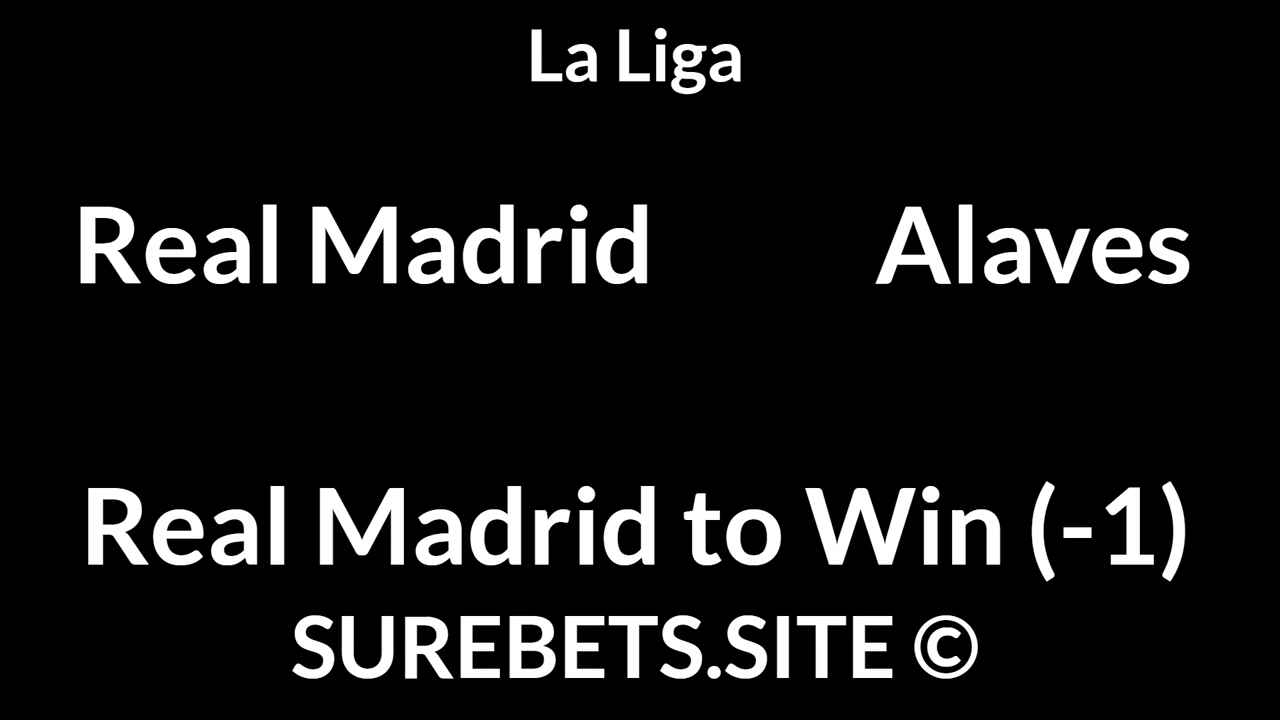 La Liga
Real Madrid Alaves
Real Madrid to Win (-1)
SUREBETS.SITE ©